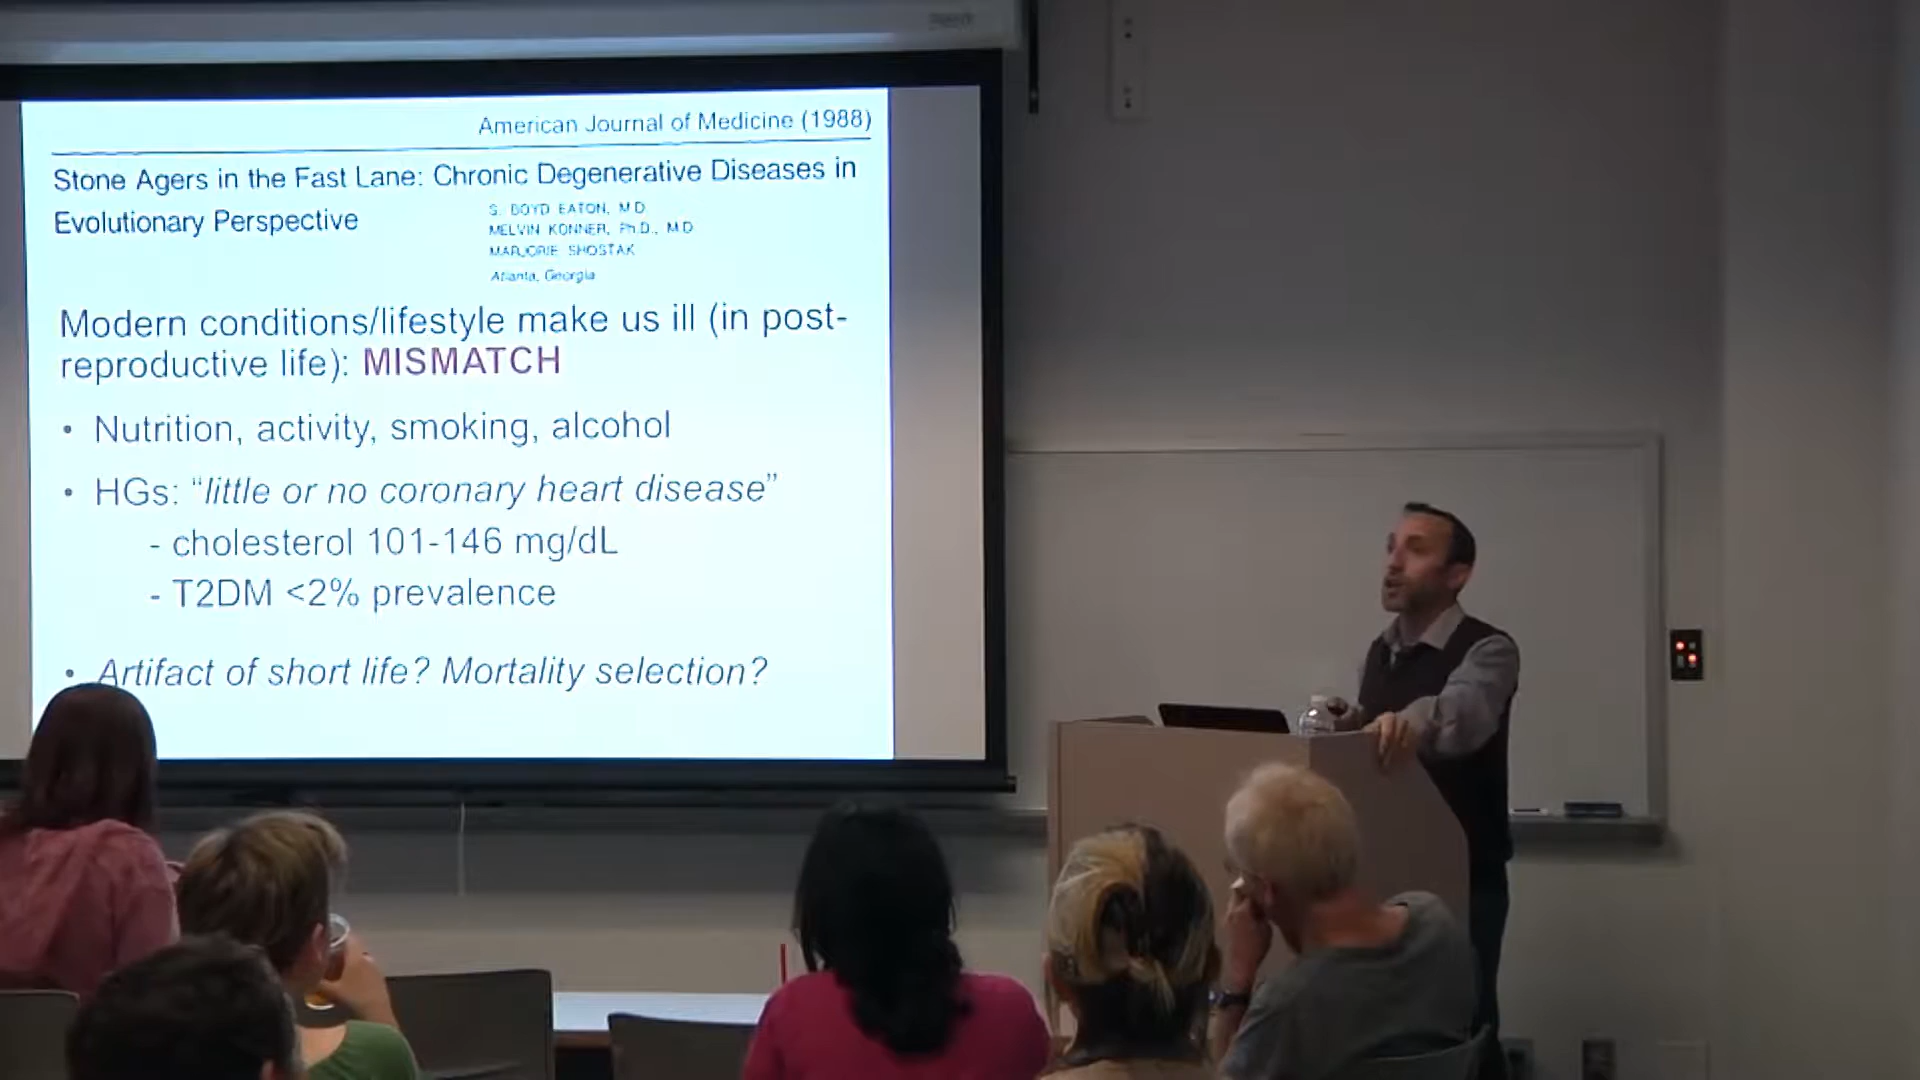 American Journal of Medicine (1988)
Stone Agers in the Fast Lane: Chronic Degenerative Diseases in
Evolutionary Perspective
S. BOYD EATON, M.D.
MELVIN KONNER, Ph.D., M.D.
MARJORIE SHOSTAK
Atlanta, Georgia
Modern conditions/lifestyle make us ill (in post-
reproductive life): MISMATCH
• Nutrition, activity, smoking, alcohol
• HGs: “little or no coronary heart disease”
- cholesterol 101-146 mg/dL
- T2DM <2% prevalence
• Artifact of short life? Mortality selection?